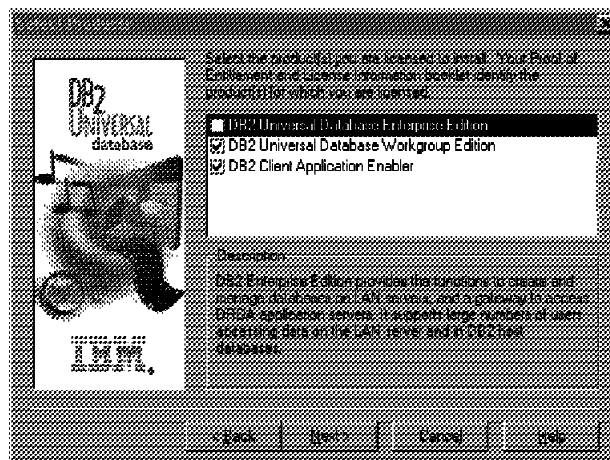 Select the product(s) you are licensed to install. Your Proof of
Entitlement and License Information booklet identify the
product(s) for which you are licensed.
DB2
UNIVERSAL
database
DB2 Universal Database Enterprise Edition
DB2 Universal Database Workgroup Edition
DB2 Client Application Enabler
Description
DB2 Enterprise Edition provides the functions to create and
manage databases on LAN servers, and a gateway to access
DRDA application servers. It supports large numbers of users
accessing data on the LAN server and in DB2 host
databases.
IBM
< Back
Next >
Cancel
Help